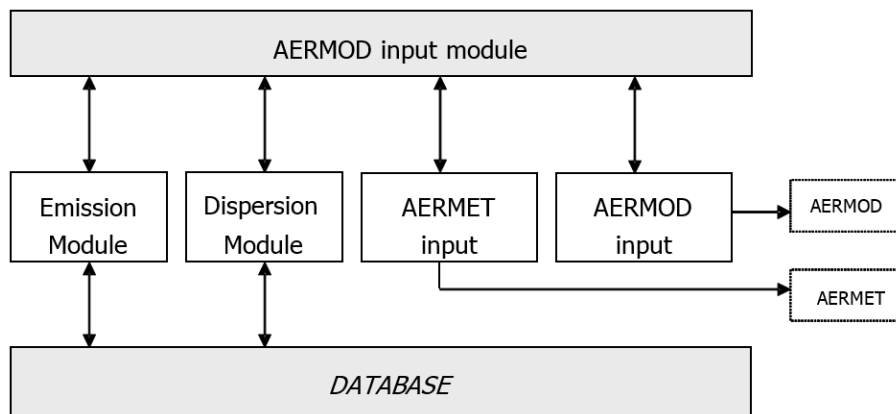 AERMOD input module
Emission
Module
Dispersion
Module
AERMET
input
AERMOD
input
AERMOD
AERMET
DATABASE